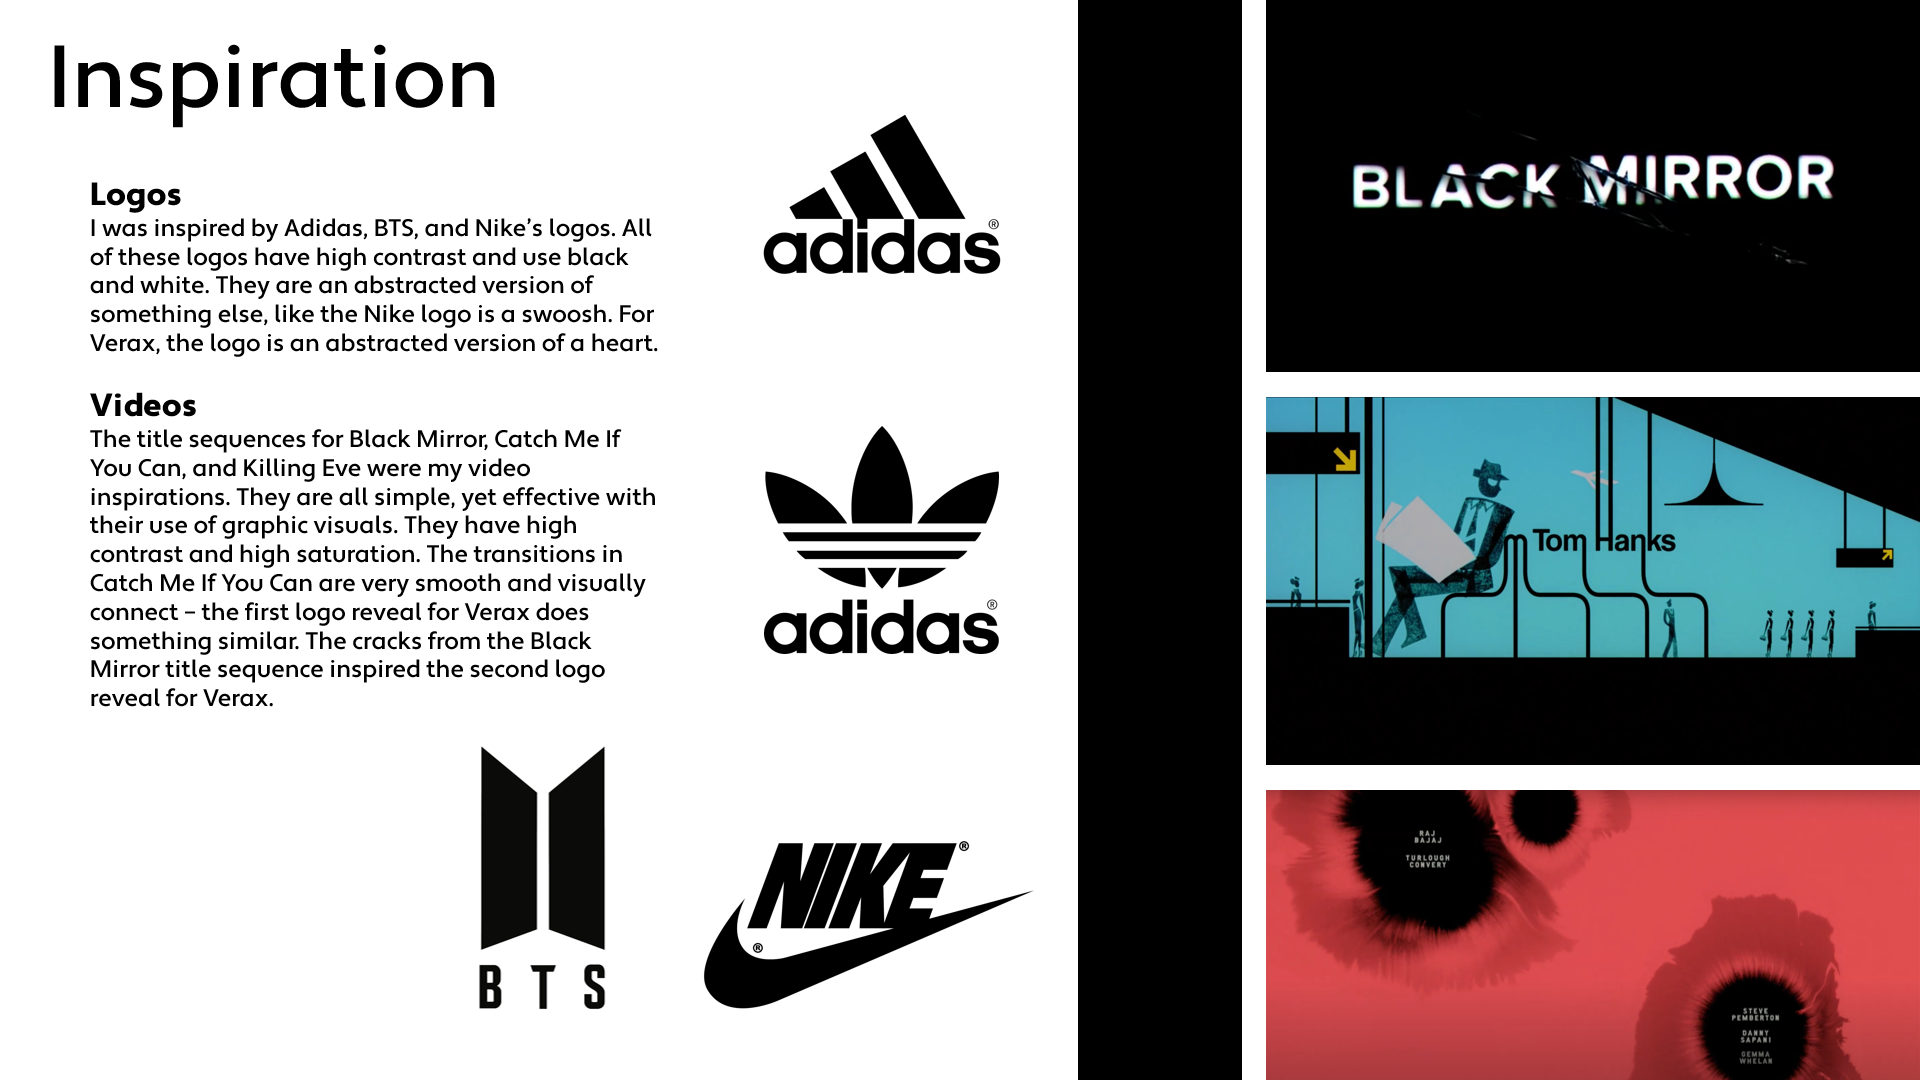 Inspiration
Logos
I was inspired by Adidas, BTS, and Nike’s logos. All
of these logos have high contrast and use black
and white. They are an abstracted version of
something else, like the Nike logo is a swoosh. For
Verax, the logo is an abstracted version of a heart.
Videos
The title sequences for Black Mirror, Catch Me If
You Can, and Killing Eve were my video
inspirations. They are all simple, yet effective with
their use of graphic visuals. They have high
contrast and high saturation. The transitions in
Catch Me If You Can are very smooth and visually
connect – the first logo reveal for Verax does
something similar. The cracks from the Black
Mirror title sequence inspired the second logo
reveal for Verax.
adidas®
adidas®
BTS
NIKE®
®
BLACK MIRROR
Tom Hanks
RAJ
BAJAJ
TURLOUGH
CONVERY
STEVE
PEMBERTON
DANNY
SAPANI
GEMMA
WHELAN